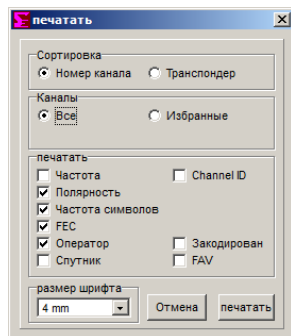 печатать
Сортировка
Номер канала Транспондер
Каналы
Все Избранные
печатать
Частота Channel ID
Полярность
Частота символов
FEC
Оператор Закодирован
Спутник FAV
размер шрифта
4 mm Отмена печатать